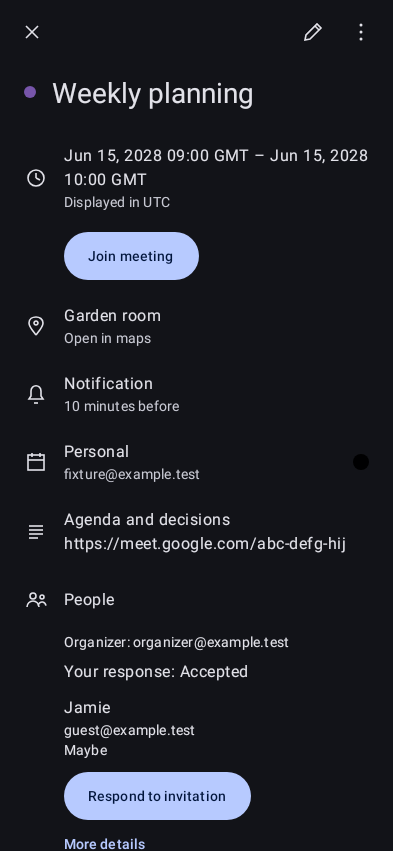 Weekly planning
Jun 15, 2028 09:00 GMT – Jun 15, 2028
10:00 GMT
Displayed in UTC
Join meeting
Garden room
Open in maps
Notification
10 minutes before
Personal
fixture@example.test
Agenda and decisions
https://meet.google.com/abc-defg-hij
People
Organizer: organizer@example.test
Your response: Accepted
Jamie
guest@example.test
Maybe
Respond to invitation
More details